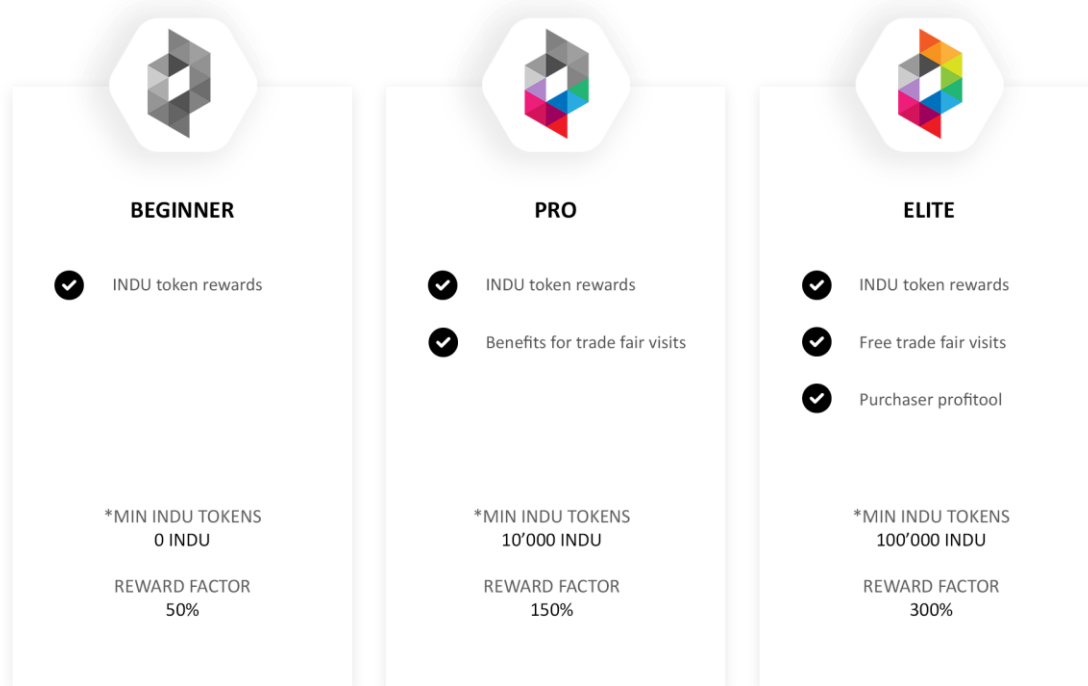 BEGINNER
INDU token rewards
*MIN INDU TOKENS
0 INDU
REWARD FACTOR
50%
PRO
INDU token rewards
Benefits for trade fair visits
*MIN INDU TOKENS
10’000 INDU
REWARD FACTOR
150%
ELITE
INDU token rewards
Free trade fair visits
Purchaser profitool
*MIN INDU TOKENS
100’000 INDU
REWARD FACTOR
300%